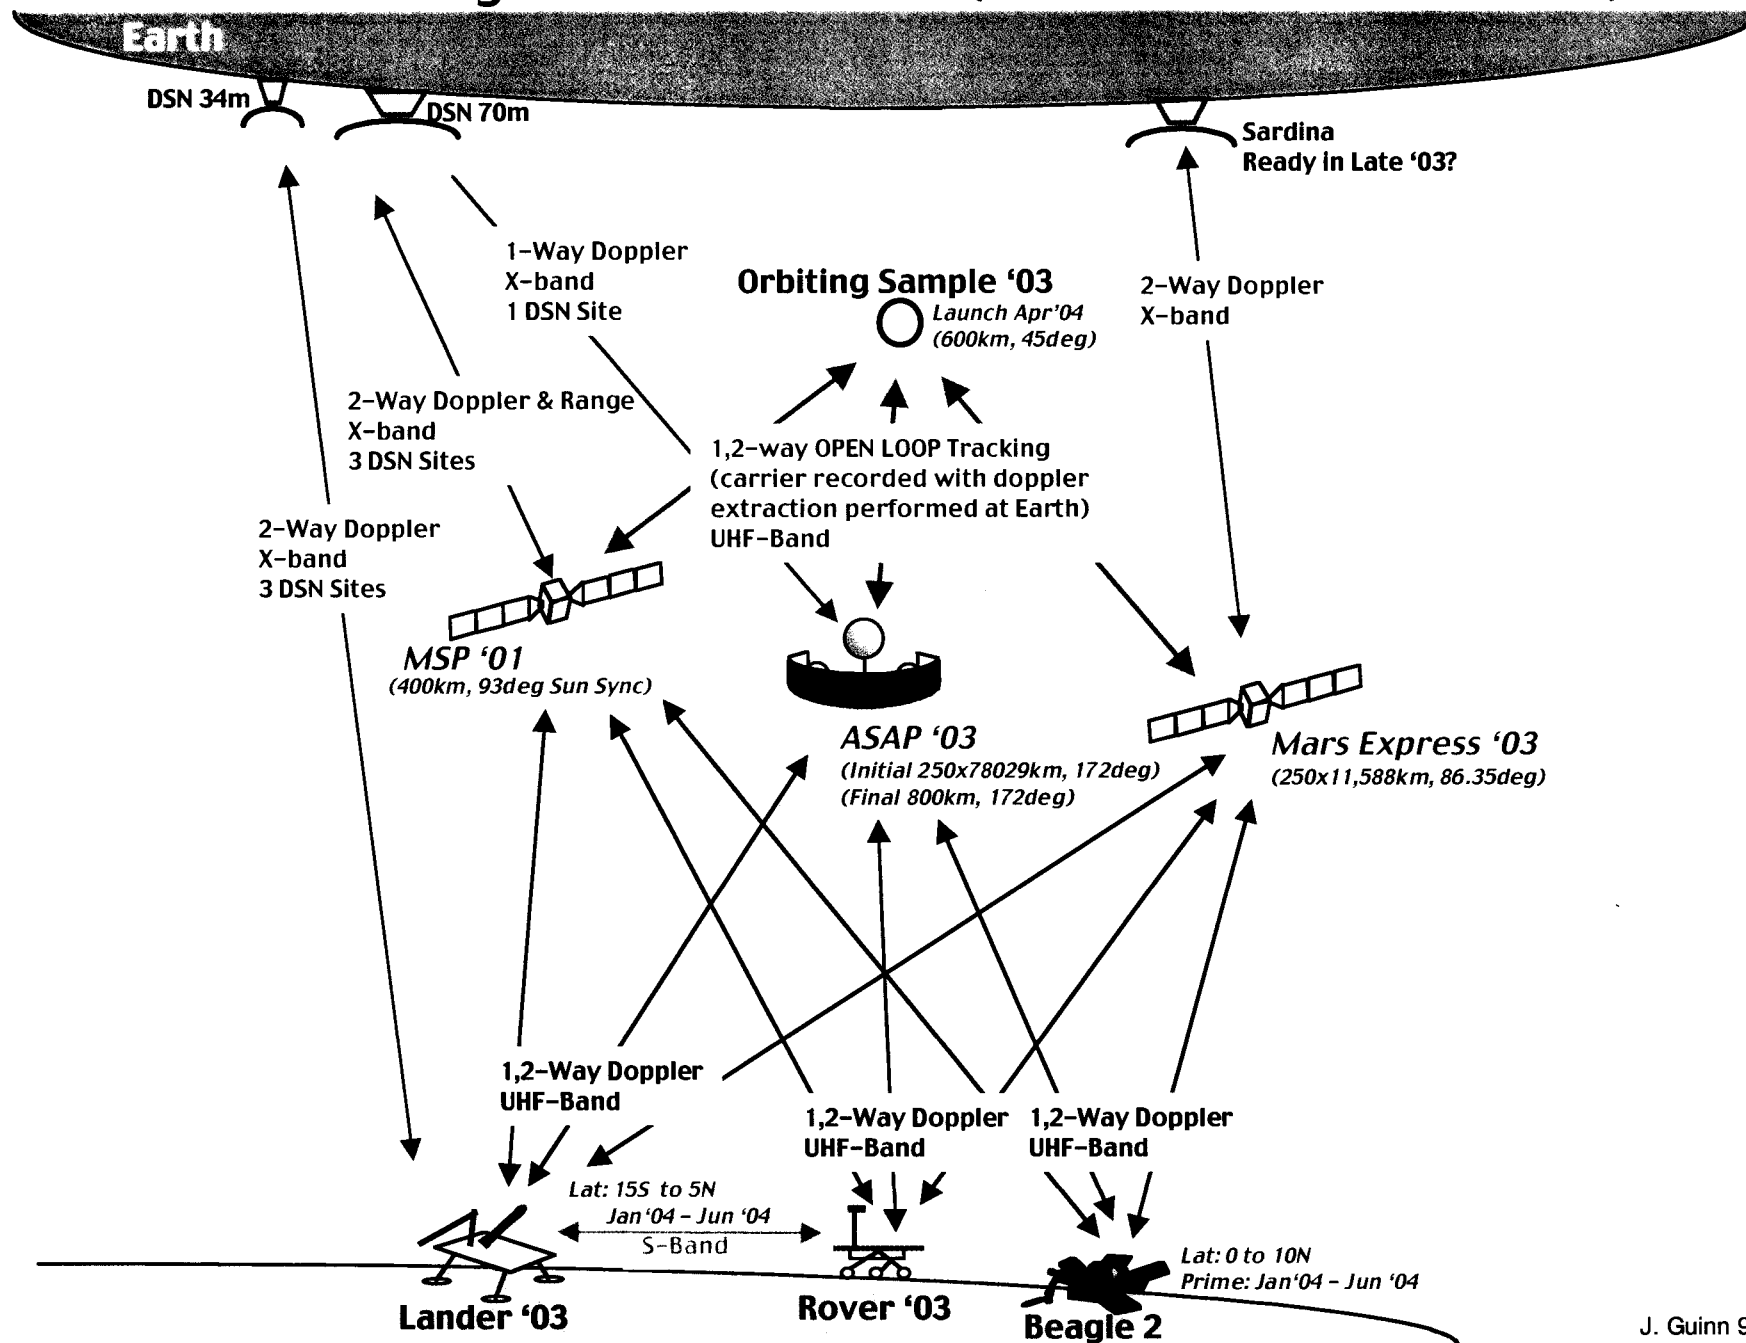 Earth
DSN 34m
DSN 70m
Sardina
Ready in Late ‘03?
1–Way Doppler
X–band
1 DSN Site
Orbiting Sample ‘03
Launch Apr’04
(600km, 45deg)
2–Way Doppler
X–band
2–Way Doppler & Range
X–band
3 DSN Sites
1,2–way OPEN LOOP Tracking
(carrier recorded with doppler
extraction performed at Earth)
UHF–Band
2–Way Doppler
X–band
3 DSN Sites
MSP ‘01
(400km, 93deg Sun Sync)
ASAP ‘03
(Initial 250x78029km, 172deg)
(Final 800km, 172deg)
Mars Express ‘03
(250x11,588km, 86.35deg)
1,2–Way Doppler
UHF–Band
1,2–Way Doppler
UHF–Band
1,2–Way Doppler
UHF–Band
Lat: 15S to 5N
Jan‘04 – Jun ‘04
S–Band
Lat: 0 to 10N
Prime: Jan‘04 – Jun ‘04
Lander ‘03
Rover ‘03
Beagle 2
J. Guinn